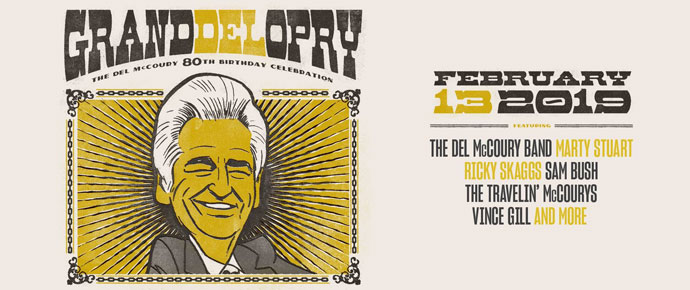 GRANDDELOPRY
THE DEL McCOURY 80TH BIRTHDAY CELEBRATION
FEBRUARY
13 2019
FEATURING
THE DEL McCOURY BAND MARTY STUART
RICKY SKAGGS SAM BUSH
THE TRAVELIN' McCOURYS
VINCE GILL AND MORE